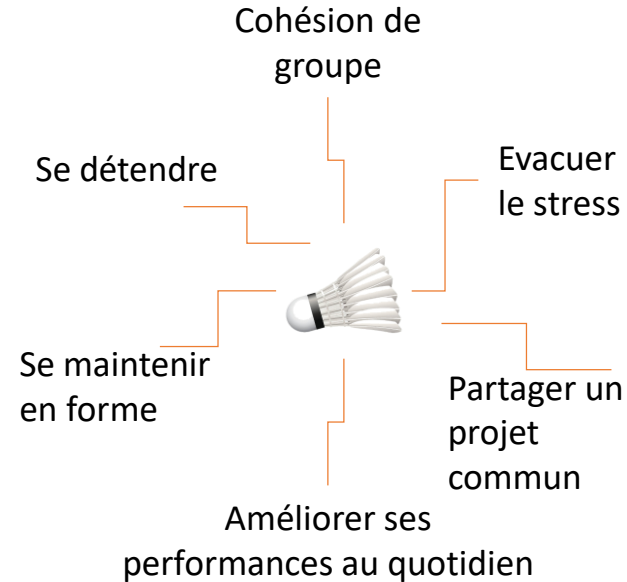 Cohésion de
groupe
Se détendre
Evacuer
le stress
Se maintenir
en forme
Partager un
projet
commun
Améliorer ses
performances au quotidien